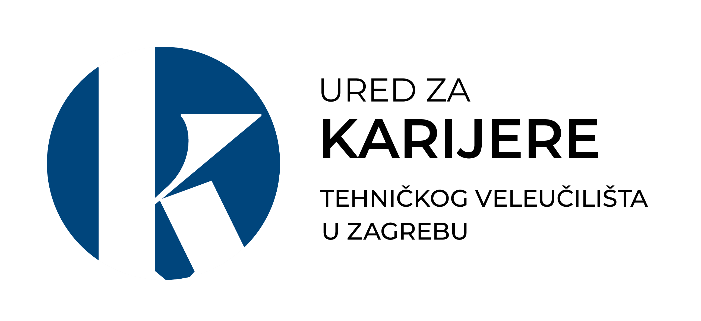 URED ZA
KARIJERE
TEHNIČKOG VELEUČILIŠTA
U ZAGREBU